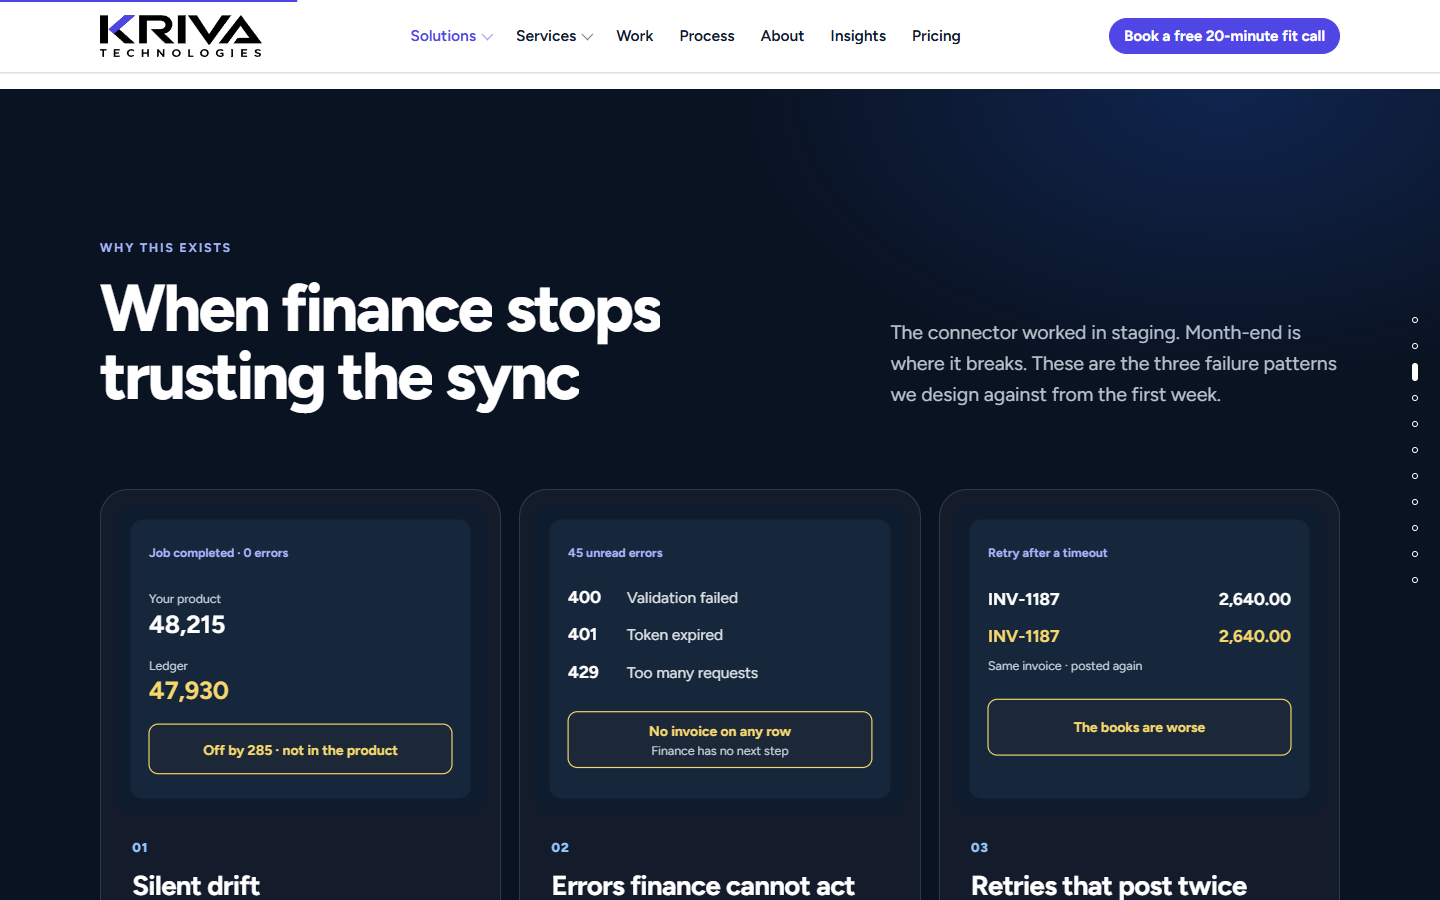 KRIVA
TECHNOLOGIES
Solutions
Services
Work
Process
About
Insights
Pricing
Book a free 20-minute fit call
WHY THIS EXISTS
When finance stops
trusting the sync
The connector worked in staging. Month-end is
where it breaks. These are the three failure patterns
we design against from the first week.
Job completed · 0 errors
Your product
48,215
Ledger
47,930
Off by 285 · not in the product
01
Silent drift
45 unread errors
400 Validation failed
401 Token expired
429 Too many requests
No invoice on any row
Finance has no next step
02
Errors finance cannot act
Retry after a timeout
INV-1187 2,640.00
INV-1187 2,640.00
Same invoice · posted again
The books are worse
03
Retries that post twice